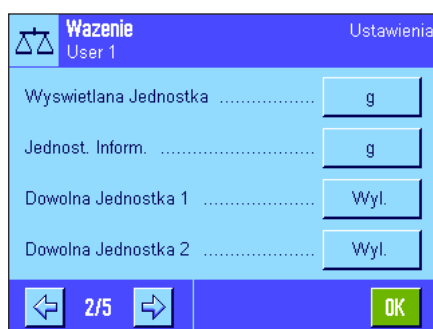 Wazenie Ustawienia
User 1
Wyswietlana Jednostka .................. g
Jednost. Inform. ............................. g
Dowolna Jednostka 1 ..................... Wyl.
Dowolna Jednostka 2 ..................... Wyl.
2/5 OK